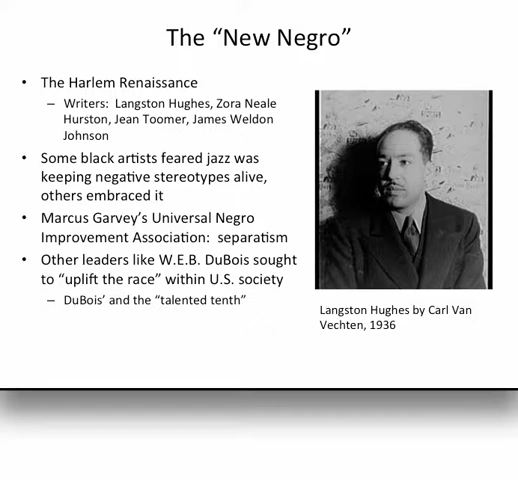 The “New Negro”
• The Harlem Renaissance
– Writers: Langston Hughes, Zora Neale
Hurston, Jean Toomer, James Weldon
Johnson
• Some black artists feared jazz was
keeping negative stereotypes alive,
others embraced it
• Marcus Garvey’s Universal Negro
Improvement Association: separatism
• Other leaders like W.E.B. DuBois sought
to “uplift the race” within U.S. society
– DuBois’ and the “talented tenth”
Langston Hughes by Carl Van
Vechten, 1936